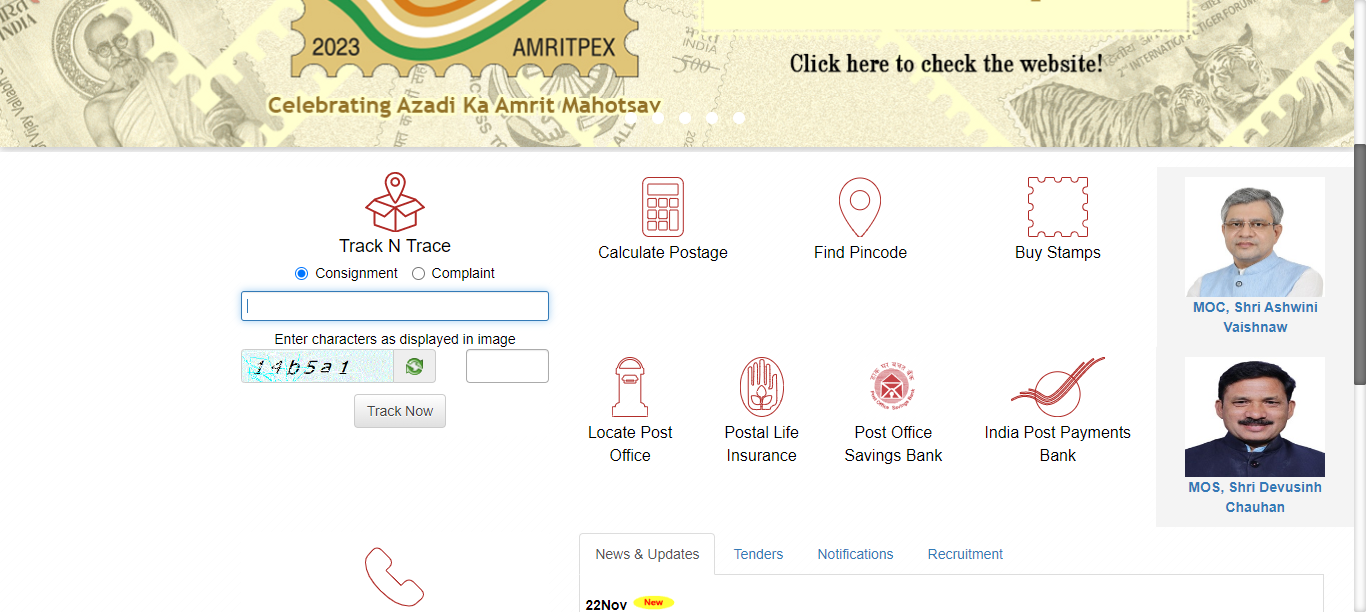 INDIA
2023
AMRITPEX
Celebrating Azadi Ka Amrit Mahotsav
INDIA
500
Click here to check the website!
Track N Trace
Consignment
Complaint
Enter characters as displayed in image
14b5a1
Track Now
Calculate Postage
Find Pincode
Buy Stamps
Locate Post
Office
Postal Life
Insurance
Post Office
Savings Bank
India Post Payments
Bank
MOC, Shri Ashwini
Vaishnaw
MOS, Shri Devusinh
Chauhan
News & Updates
Tenders
Notifications
Recruitment
22Nov
New